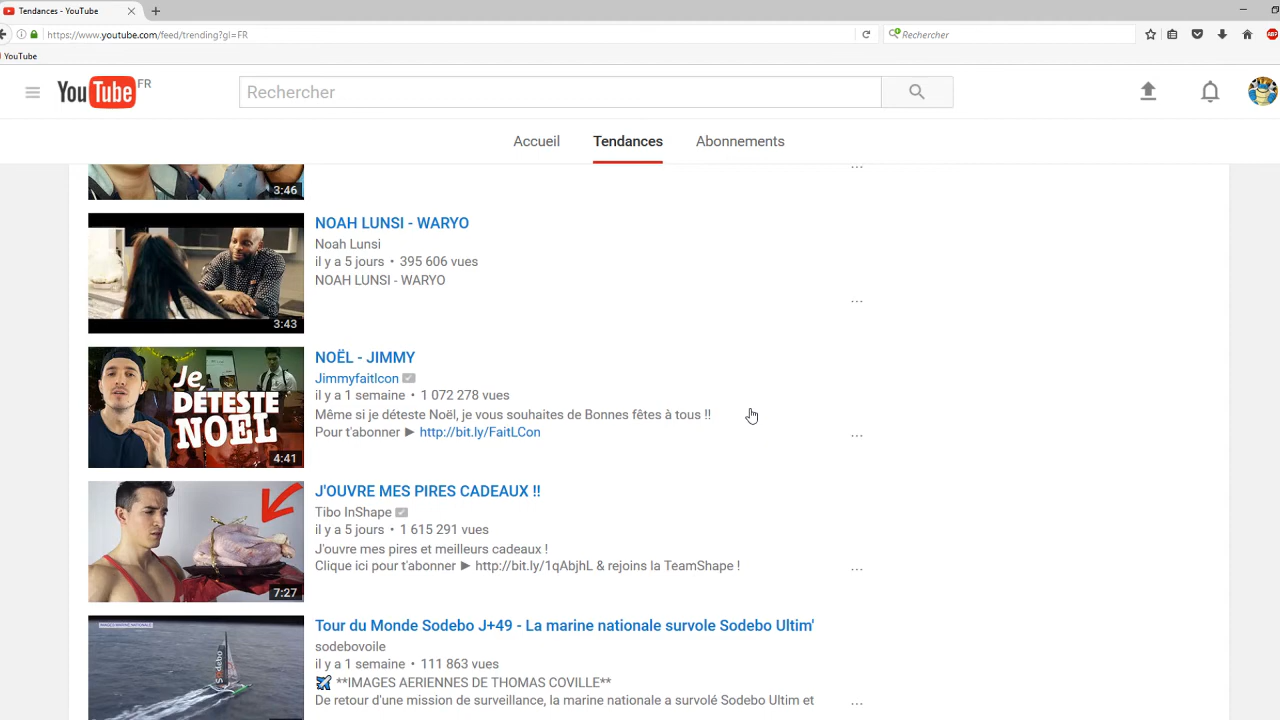 Tendances - YouTube
https://www.youtube.com/feed/trending?gl=FR
Rechercher
YouTube
YouTube FR
Rechercher
Accueil Tendances Abonnements
3:46
...
NOAH LUNSI - WARYO
Noah Lunsi
il y a 5 jours • 395 606 vues
NOAH LUNSI - WARYO
...
3:43
NOËL - JIMMY
JimmyfaitIcon
il y a 1 semaine • 1 072 278 vues
Même si je déteste Noël, je vous souhaites de Bonnes fêtes à tous !!
Pour t'abonner ► http://bit.ly/FaitLCon
...
Je
DÉTESTE
NOEL
4:41
J'OUVRE MES PIRES CADEAUX !!
Tibo InShape
il y a 5 jours • 1 615 291 vues
J'ouvre mes pires et meilleurs cadeaux !
Clique ici pour t'abonner ► http://bit.ly/1qAbjhL & rejoins la TeamShape !
...
7:27
Tour du Monde Sodebo J+49 - La marine nationale survole Sodebo Ultim'
sodebovoile
il y a 1 semaine • 111 863 vues
**IMAGES AERIENNES DE THOMAS COVILLE**
De retour d'une mission de surveillance, la marine nationale a survolé Sodebo Ultim et
...
Sodebo